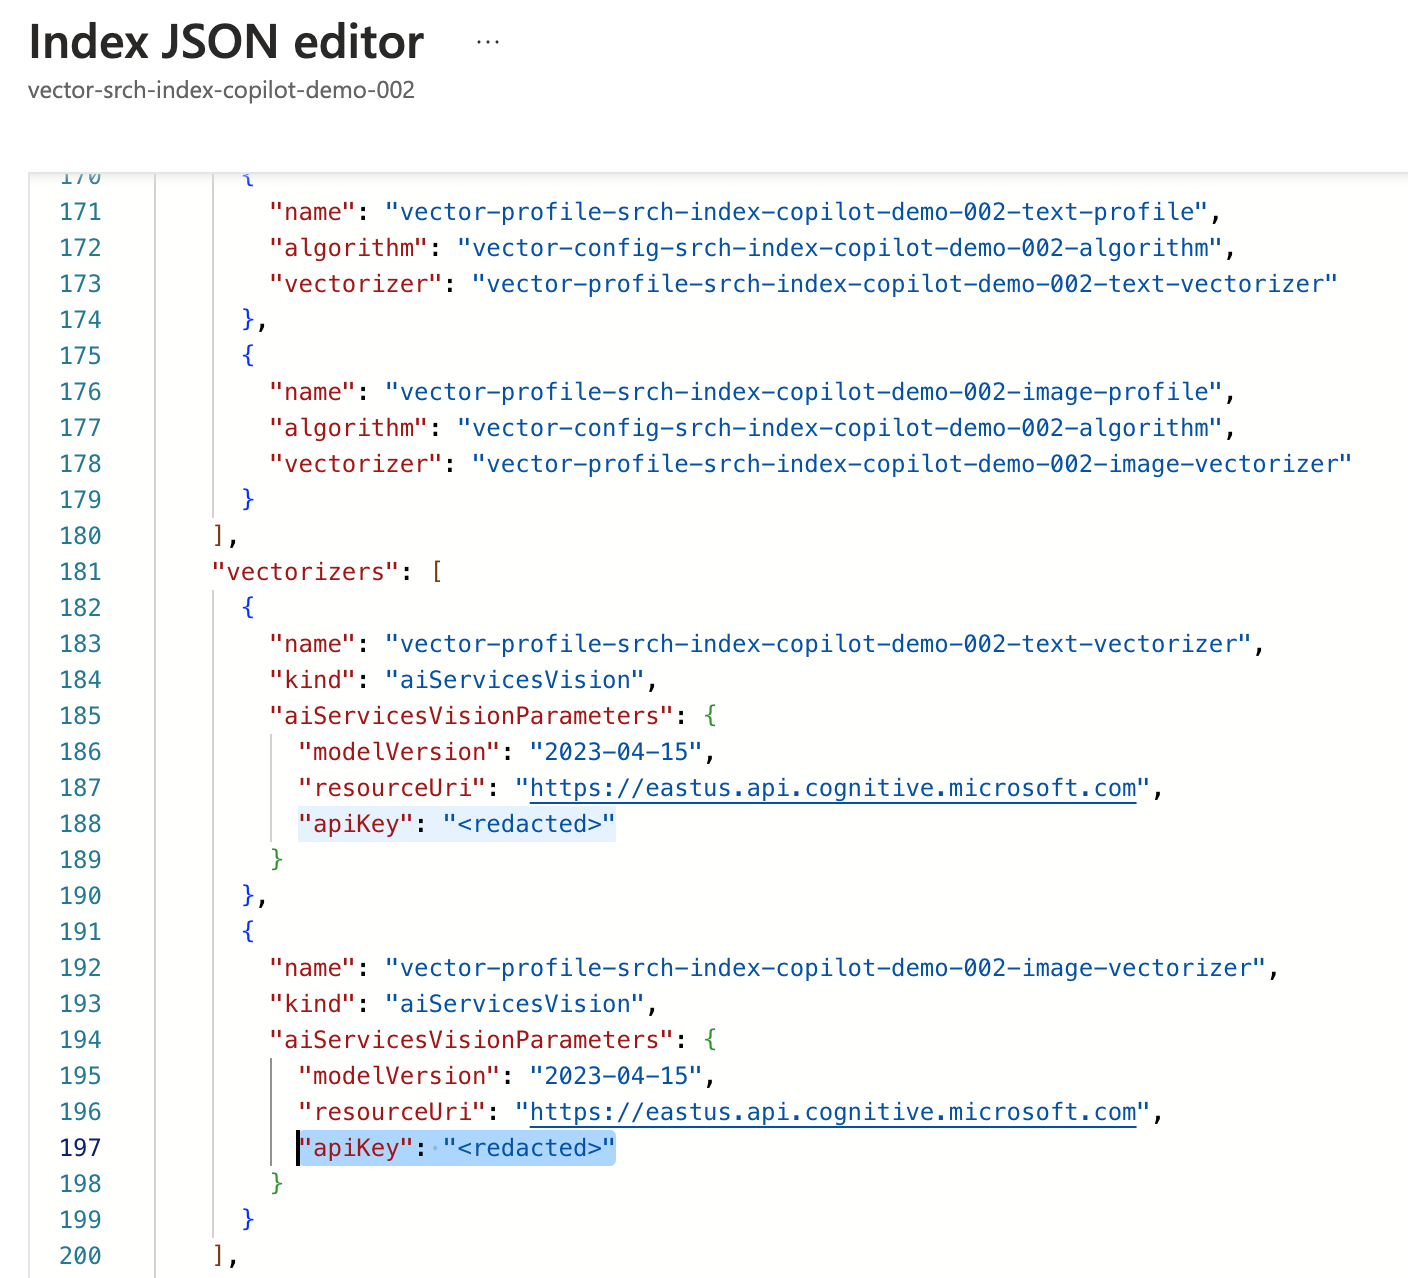 Index JSON editor ...
vector-srch-index-copilot-demo-002
170 {
171 "name": "vector-profile-srch-index-copilot-demo-002-text-profile",
172 "algorithm": "vector-config-srch-index-copilot-demo-002-algorithm",
173 "vectorizer": "vector-profile-srch-index-copilot-demo-002-text-vectorizer"
174 },
175 {
176 "name": "vector-profile-srch-index-copilot-demo-002-image-profile",
177 "algorithm": "vector-config-srch-index-copilot-demo-002-algorithm",
178 "vectorizer": "vector-profile-srch-index-copilot-demo-002-image-vectorizer"
179 }
180 ],
181 "vectorizers": [
182 {
183 "name": "vector-profile-srch-index-copilot-demo-002-text-vectorizer",
184 "kind": "aiServicesVision",
185 "aiServicesVisionParameters": {
186 "modelVersion": "2023-04-15",
187 "resourceUri": "https://eastus.api.cognitive.microsoft.com",
188 "apiKey": "<redacted>"
189 }
190 },
191 {
192 "name": "vector-profile-srch-index-copilot-demo-002-image-vectorizer",
193 "kind": "aiServicesVision",
194 "aiServicesVisionParameters": {
195 "modelVersion": "2023-04-15",
196 "resourceUri": "https://eastus.api.cognitive.microsoft.com",
197 "apiKey": "<redacted>"
198 }
199 }
200 ],